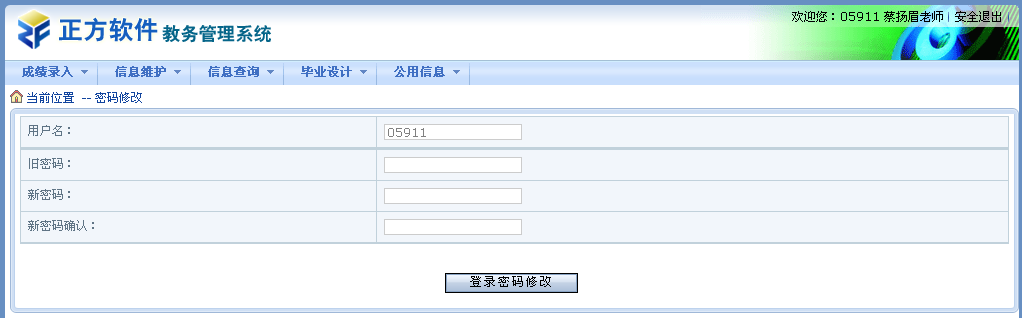 正方软件 教务管理系统
欢迎您：05911 蔡扬眉老师 | 安全退出 |
成绩录入 信息维护 信息查询 毕业设计 公用信息
当前位置 -- 密码修改
用户名： 05911
旧密码：
新密码：
新密码确认：
登录密码修改